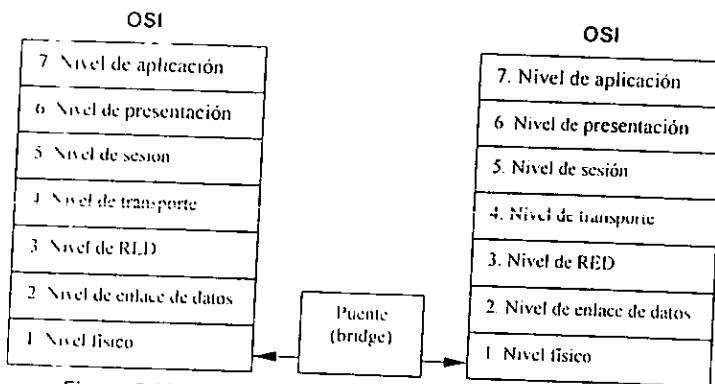 OSI
7 Nivel de aplicación
6 Nivel de presentación
5 Nivel de sesion
4 Nivel de transporte
3 Nivel de RED
2 Nivel de enlace de datos
1 Nivel físico
Puente
(bridge)
OSI
7. Nivel de aplicación
6 Nivel de presentación
5. Nivel de sesión
4. Nivel de transporte
3. Nivel de RED
2. Nivel de enlace de datos
1 Nivel físico